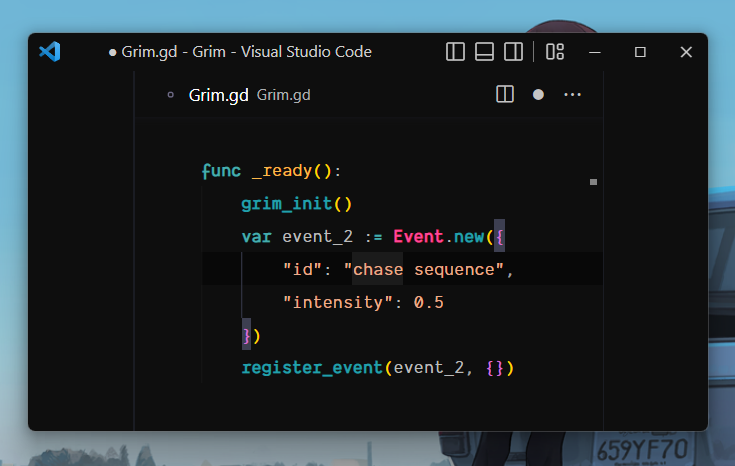 ● Grim.gd - Grim - Visual Studio Code
Grim.gd Grim.gd
func _ready():
grim_init()
var event_2 := Event.new({
"id": "chase sequence",
"intensity": 0.5
})
register_event(event_2, {})
659YF70